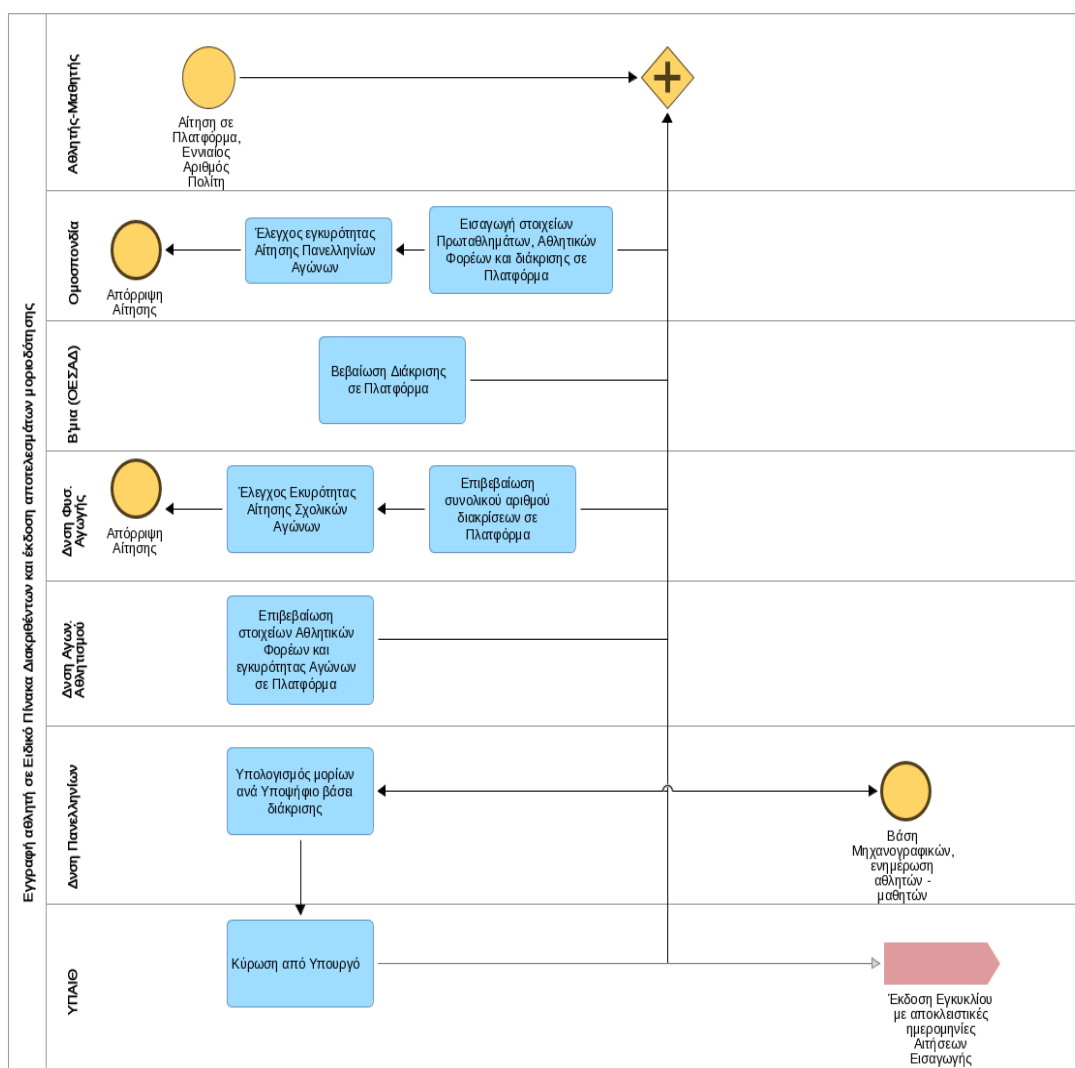 Εγγραφή αθλητή σε Ειδικό Πίνακα Διακριθέντων και έκδοση αποτελεσμάτων μοριοδότησης
Αθλητής-Μαθητής
Αίτηση σε
Πλατφόρμα,
Εννιαίος
Αριθμός
Πολίτη
Ομοσπονδία
Απόρριψη
Αίτησης
Έλεγχος εγκυρότητας
Αίτησης Πανελληνίων
Αγώνων
Εισαγωγή στοιχείων
Πρωταθλημάτων, Αθλητικών
Φορέων και διάκρισης σε
Πλατφόρμα
Β'μια (ΟΕΣΑΔ)
Βεβαίωση Διάκρισης
σε Πλατφόρμα
Δνση Φυσ.
Αγωγής
Απόρριψη
Αίτησης
Έλεγχος Εκυρότητας
Αίτησης Σχολικών
Αγώνων
Επιβεβαίωση
συνολικού αριθμού
διακρίσεων σε
Πλατφόρμα
Δνση Αγων.
Αθλητισμού
Επιβεβαίωση
στοιχείων Αθλητικών
Φορέων και
εγκυρότητας Αγώνων
σε Πλατφόρμα
Δνση Πανελληνίων
Υπολογισμός μορίων
ανά Υποψήφιο βάσει
διάκρισης
Βάση
Μηχανογραφικών,
ενημέρωση
αθλητών -
μαθητών
ΥΠΑΙΘ
Κύρωση από Υπουργό
Έκδοση Εγκυκλίου
με αποκλειστικές
ημερομηνίες
Αιτήσεων
Εισαγωγής